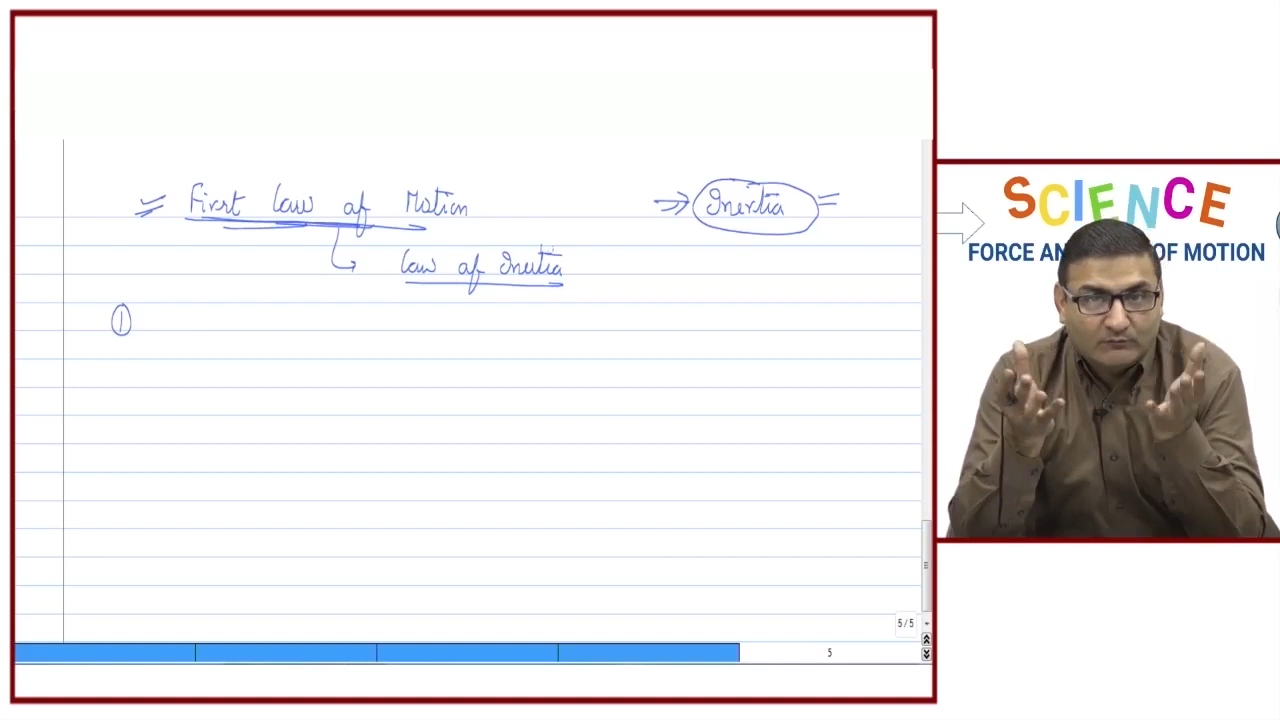 First Law of Motion
⇒ Inertia =
Law of Inertia
①
SCIENCE
FORCE AN OF MOTION
5/5
5